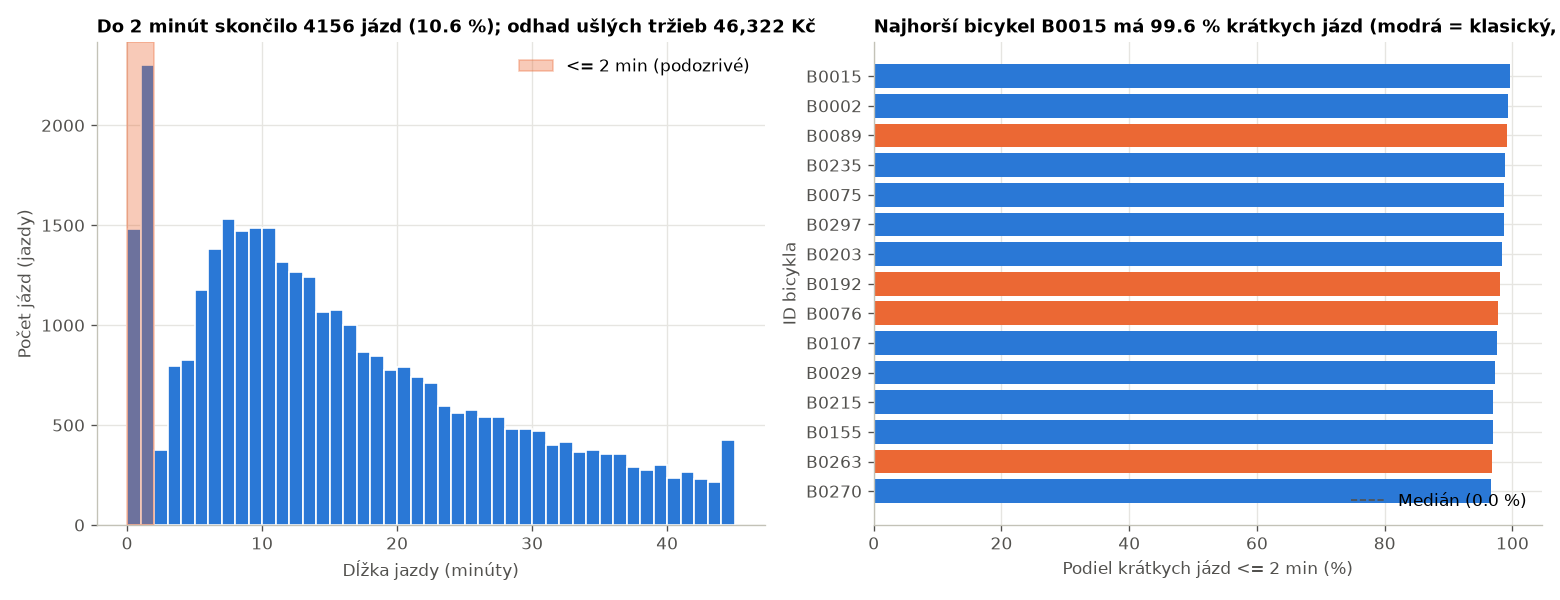 Do 2 minút skončilo 4156 jázd (10.6 %); odhad ušlých tržieb 46,322 Kč
<= 2 min (podozrivé)
Počet jázd (jazdy)
2000
1500
1000
500
0
0 10 20 30 40
Dĺžka jazdy (minúty)
Najhorší bicykel B0015 má 99.6 % krátkych jázd (modrá = klasický,
ID bicykla
B0015
B0002
B0089
B0235
B0075
B0297
B0203
B0192
B0076
B0107
B0029
B0215
B0155
B0263
B0270
Medián (0.0 %)
0 20 40 60 80 100
Podiel krátkych jázd <= 2 min (%)